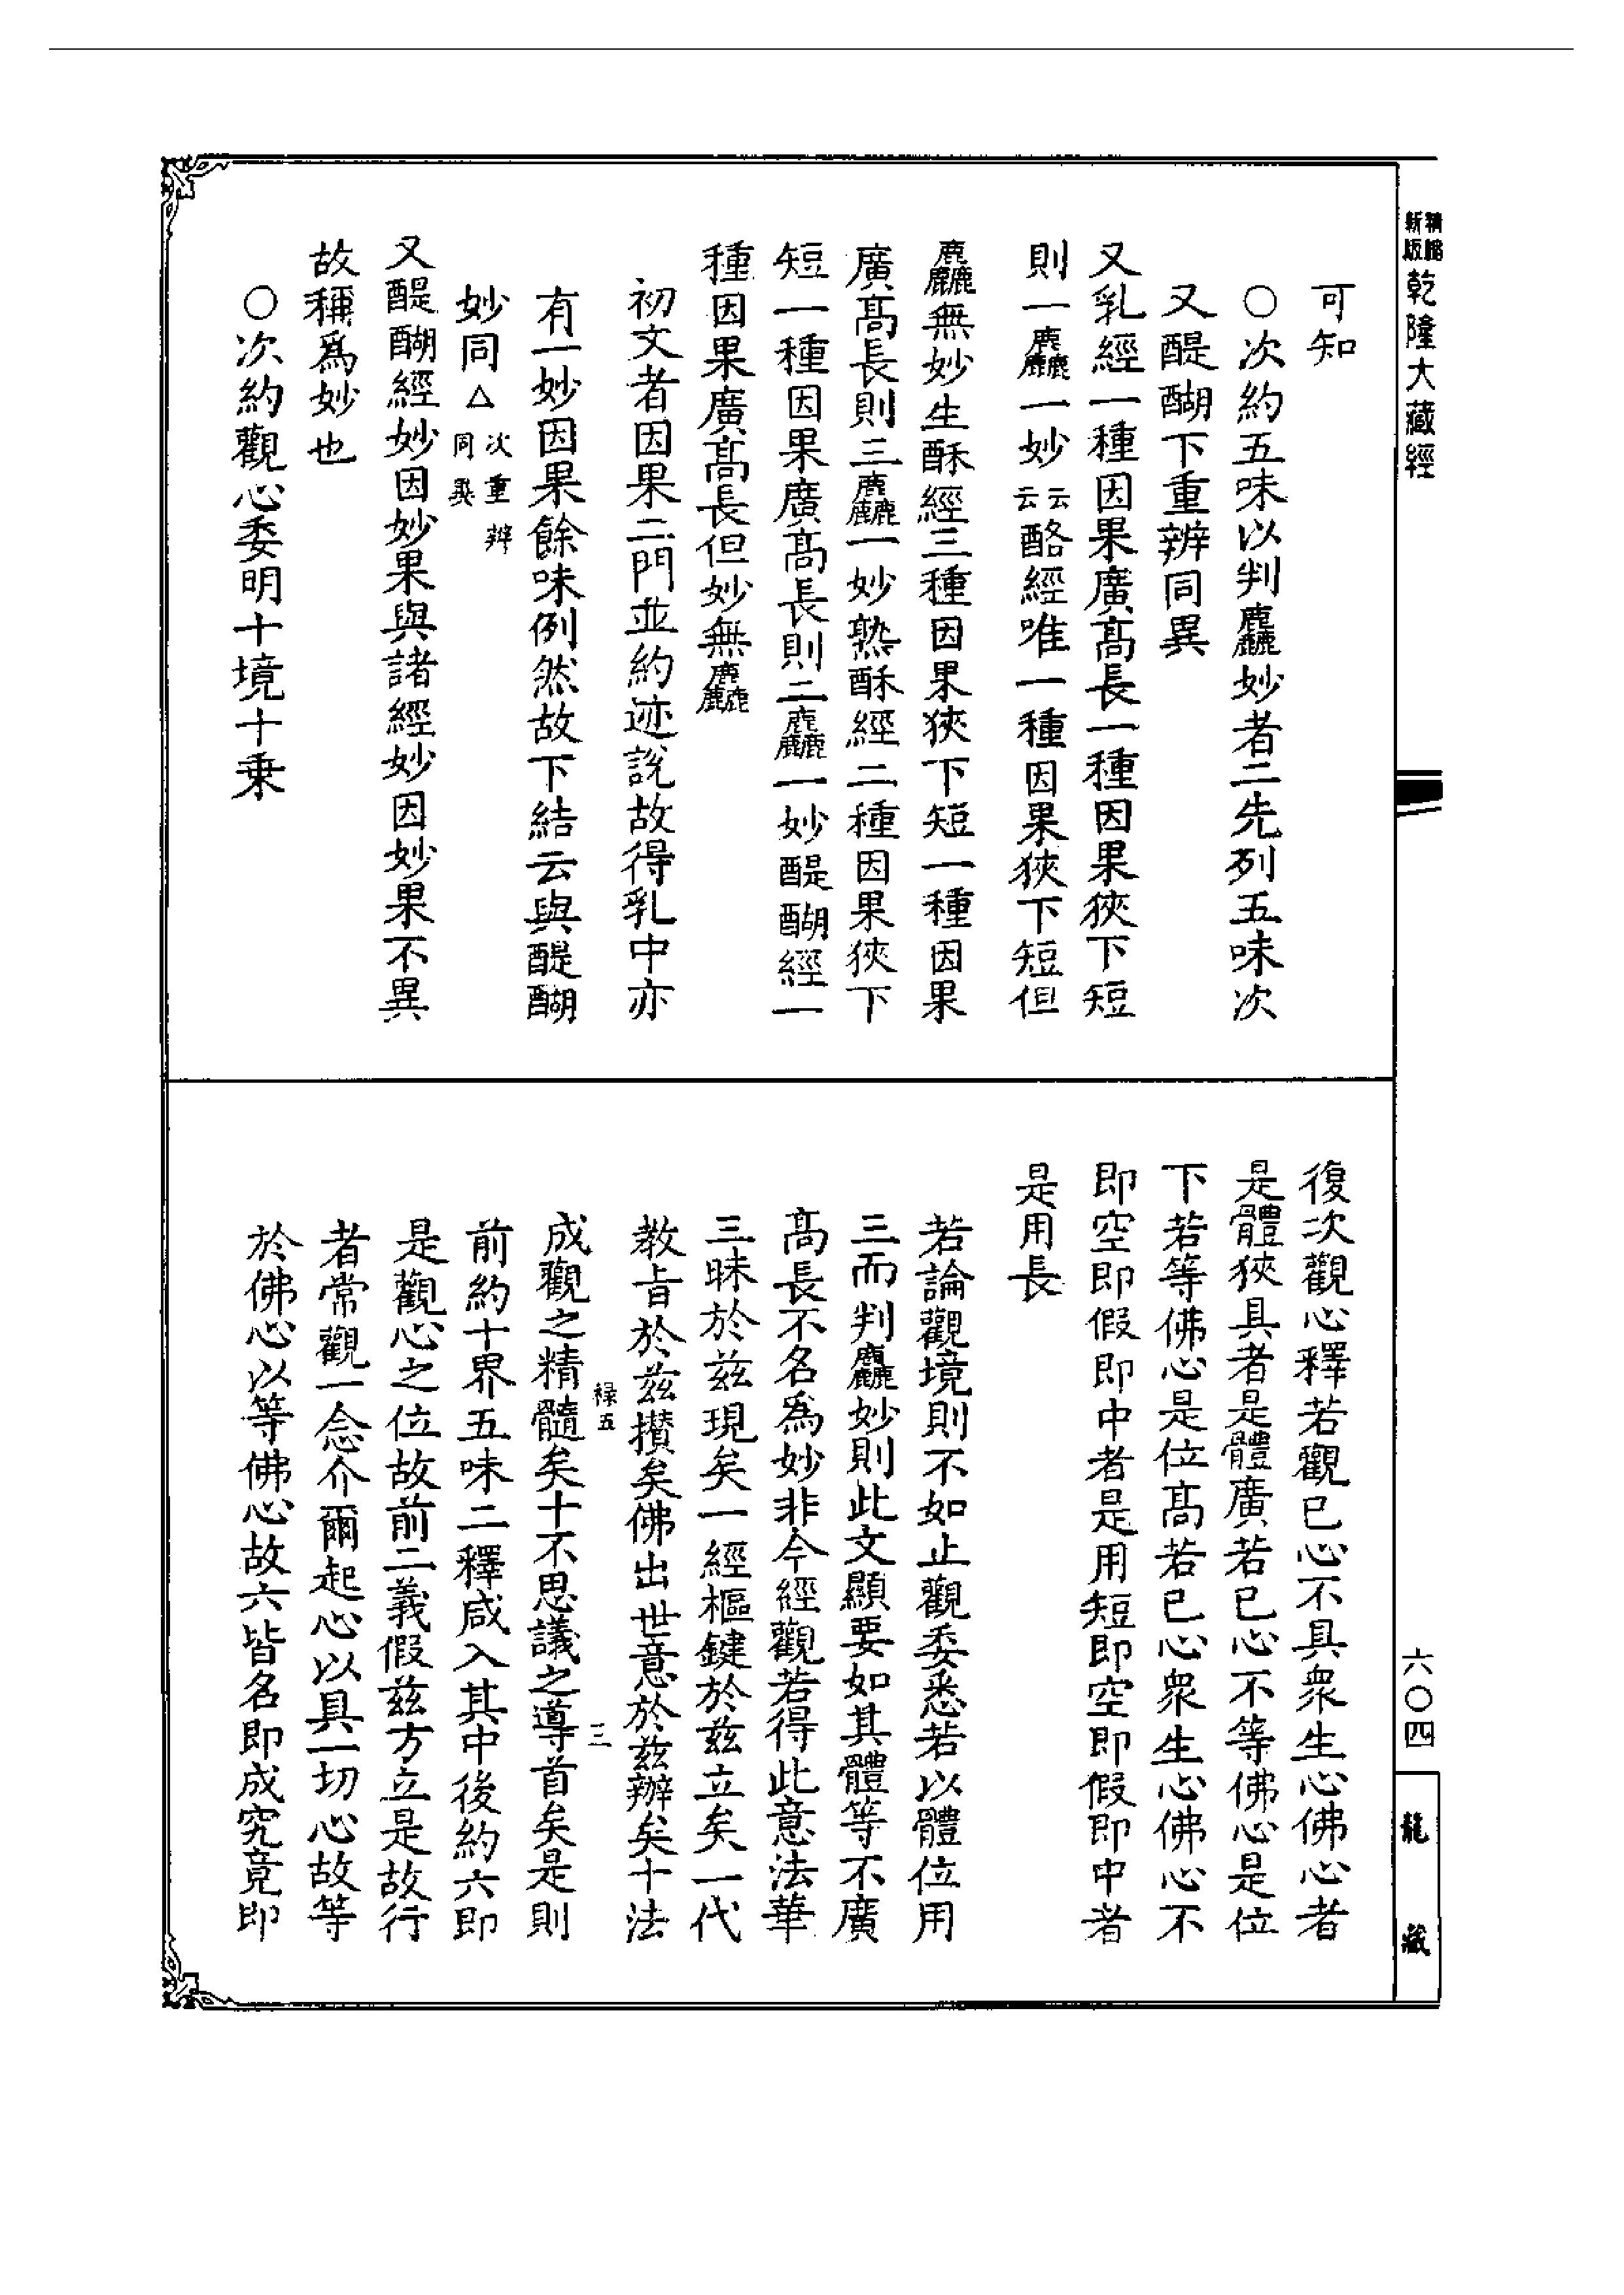 新版
精縮
乾隆大藏經
可知
○次約五味以判麤妙者二先列五味次
又醍醐下重辨同異
又乳經一種因果廣髙長一種因果狹下短
則一麤一妙云云酪經唯一種因果狹下短但
麤無妙生酥經三種因果狹下短一種因果
廣髙長則三麤一妙熟酥經二種因果狹下
短一種因果廣髙長則二麤一妙醍醐經一
種因果廣髙長但妙無麤
初文者因果二門並約迹說故得乳中亦
有一妙因果餘味例然故下結云與醍醐
妙同△次重辨同異
又醍醐經妙因妙果與諸經妙因妙果不異
故稱爲妙也
○次約觀心委明十境十乗
復次觀心釋若觀已心不具衆生心佛心者
是體狹具者是體廣若已心不等佛心是位
下若等佛心是位髙若已心衆生心佛心不
即空即假即中者是用短即空即假即中者
是用長
若論觀境則不如止觀委悉若以體位用
三而判麤妙則此文顯要如其體等不廣
髙長不名爲妙非今經觀若得此意法華
三昧於兹現矣一經樞鍵於兹立矣一代
教旨於兹攅矣佛出世意於兹辦矣十法
成觀之精髓矣十不思議之導首矣是則
祿五
三
前約十界五味二釋咸入其中後約六即
是觀心之位故前二義假兹方立是故行
者常觀一念介爾起心以具一切心故等
於佛心以等佛心故六皆名即成究竟即
六〇四
龍藏